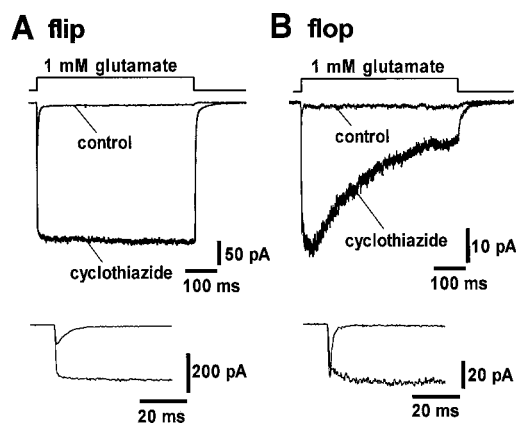 A flip
1 mM glutamate
control
cyclothiazide
50 pA
100 ms
200 pA
20 ms
B flop
1 mM glutamate
control
cyclothiazide
10 pA
100 ms
20 pA
20 ms